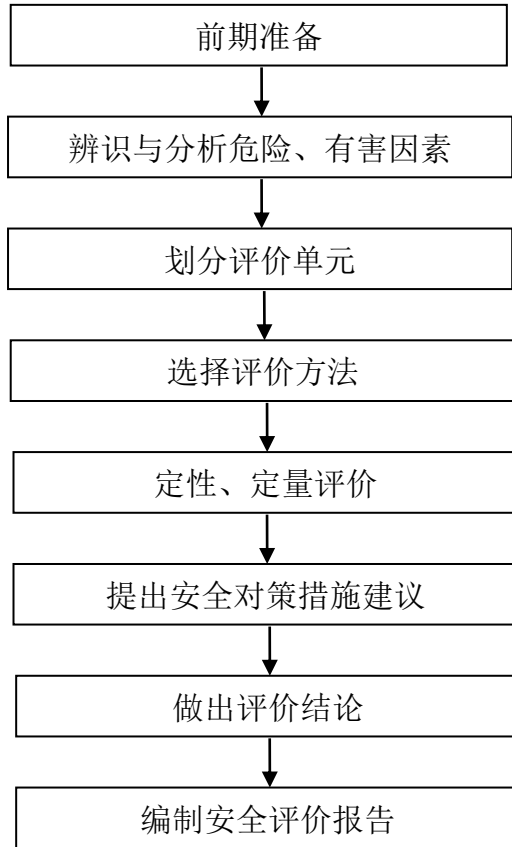 前期准备
辨识与分析危险、有害因素
划分评价单元
选择评价方法
定性、定量评价
提出安全对策措施建议
做出评价结论
编制安全评价报告